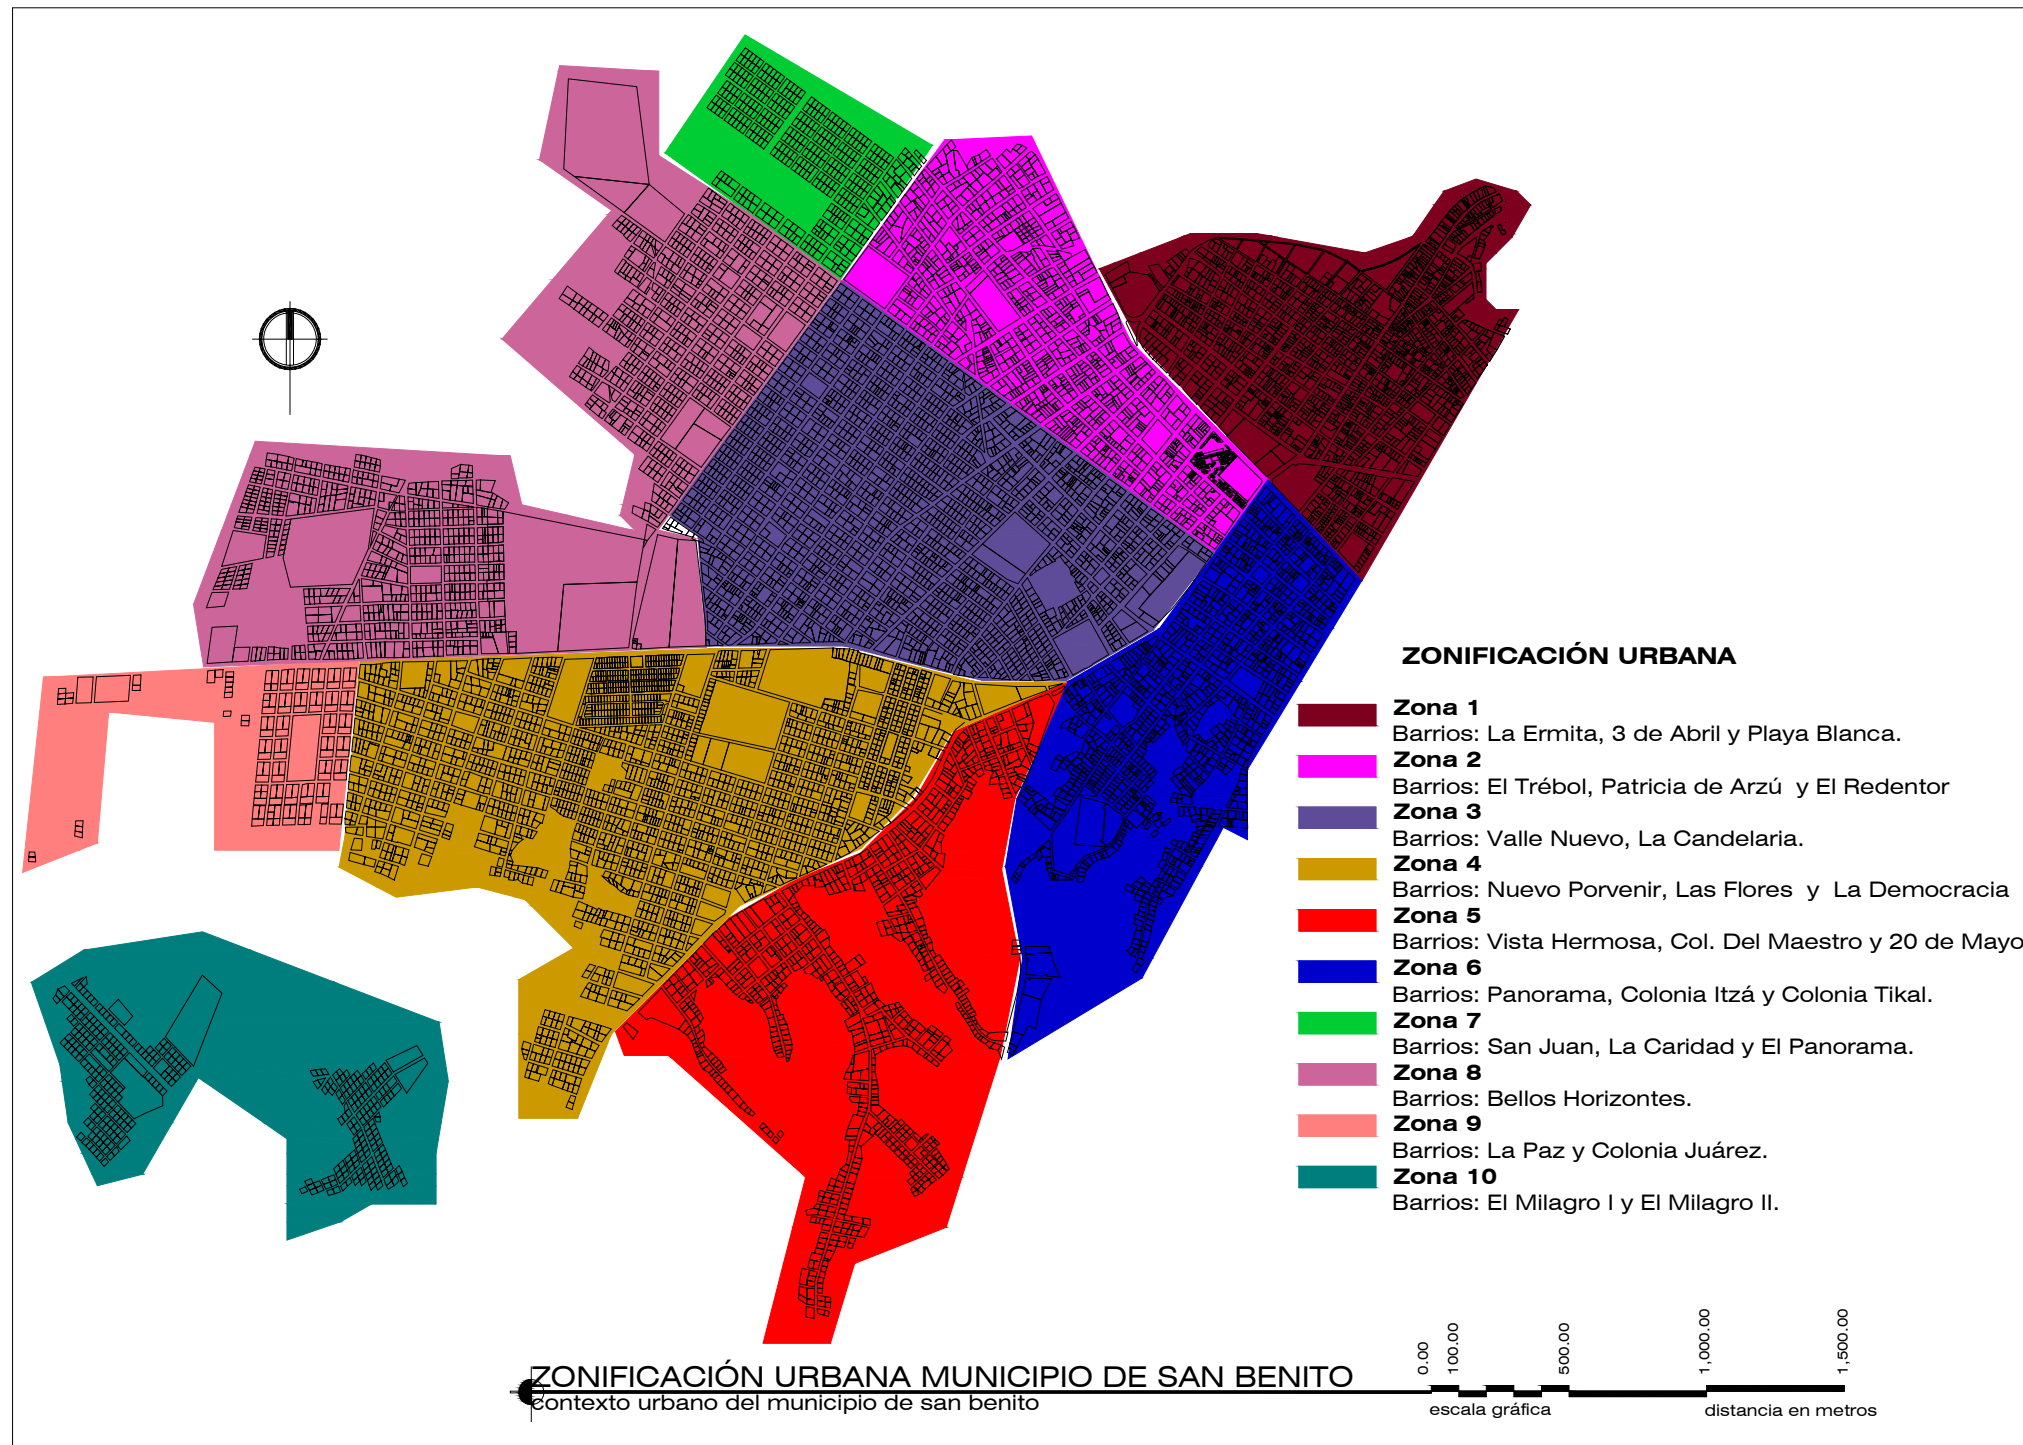 ZONIFICACIÓN URBANA
Zona 1
Barrios: La Ermita, 3 de Abril y Playa Blanca.
Zona 2
Barrios: El Trébol, Patricia de Arzú y El Redentor
Zona 3
Barrios: Valle Nuevo, La Candelaria.
Zona 4
Barrios: Nuevo Porvenir, Las Flores y La Democracia
Zona 5
Barrios: Vista Hermosa, Col. Del Maestro y 20 de Mayo
Zona 6
Barrios: Panorama, Colonia Itzá y Colonia Tikal.
Zona 7
Barrios: San Juan, La Caridad y El Panorama.
Zona 8
Barrios: Bellos Horizontes.
Zona 9
Barrios: La Paz y Colonia Juárez.
Zona 10
Barrios: El Milagro I y El Milagro II.
ZONIFICACIÓN URBANA MUNICIPIO DE SAN BENITO
contexto urbano del municipio de san benito
0.00
100.00
500.00
1,000.00
1,500.00
escala gráfica
distancia en metros